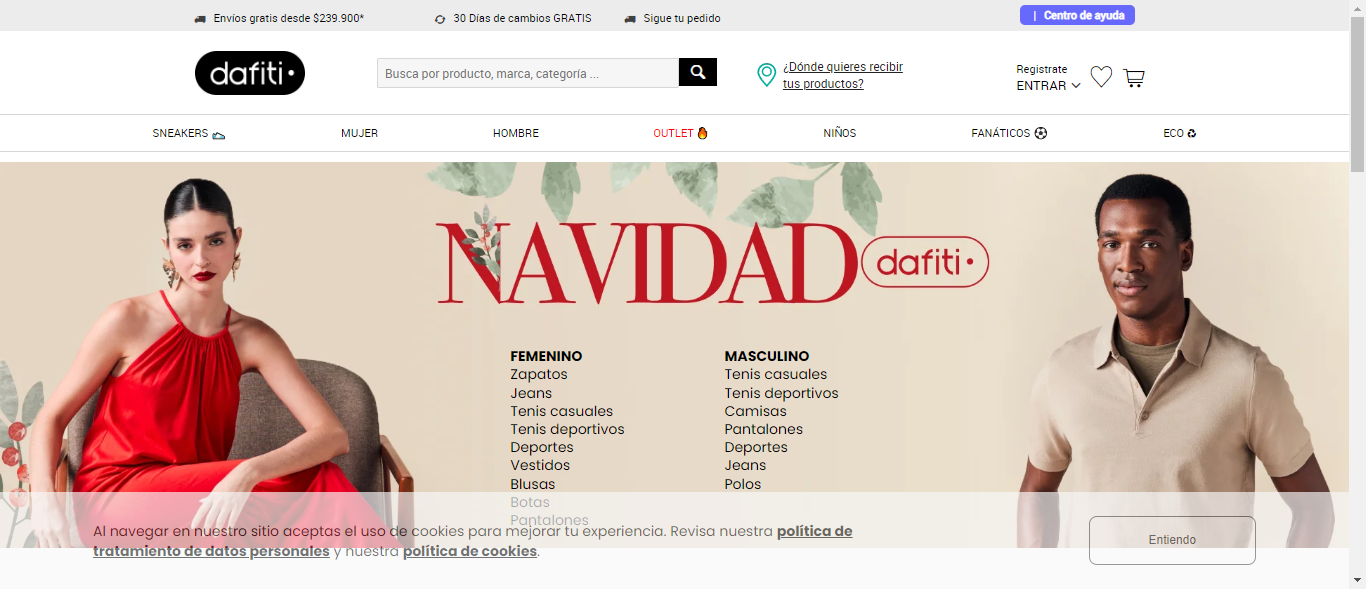 Envíos gratis desde $239.900*
30 Días de cambios GRATIS
Sigue tu pedido
| Centro de ayuda
dafiti
Busca por producto, marca, categoría ...
¿Dónde quieres recibir
tus productos?
Registrate
ENTRAR
SNEAKERS
MUJER
HOMBRE
OUTLET
NIÑOS
FANÁTICOS
ECO
NAVIDAD
dafiti
FEMENINO
Zapatos
Jeans
Tenis casuales
Tenis deportivos
Deportes
Vestidos
Blusas
Botas
Pantalones
MASCULINO
Tenis casuales
Tenis deportivos
Camisas
Pantalones
Deportes
Jeans
Polos
Al navegar en nuestro sitio aceptas el uso de cookies para mejorar tu experiencia. Revisa nuestra política de
tratamiento de datos personales y nuestra política de cookies.
Entiendo